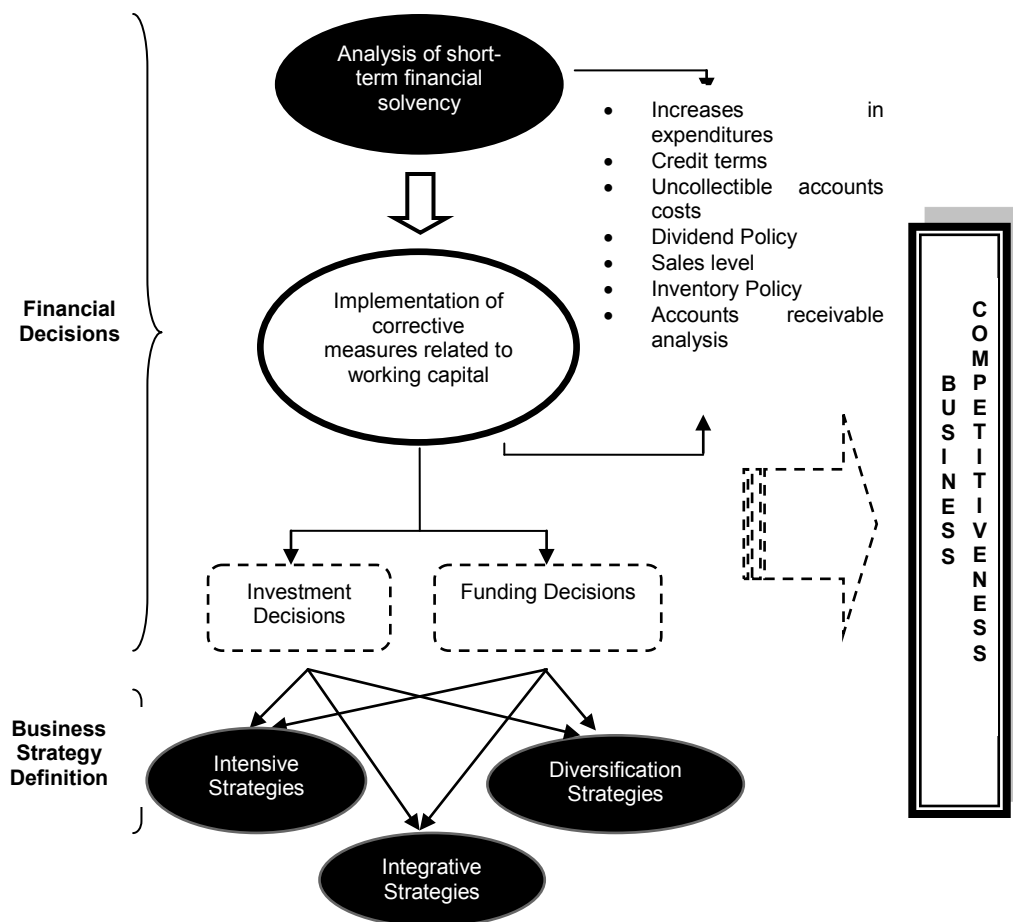 Analysis of short-
term financial
solvency
• Increases in
expenditures
• Credit terms
• Uncollectible accounts
costs
• Dividend Policy
• Sales level
• Inventory Policy
• Accounts receivable
analysis
Financial
Decisions
Implementation of
corrective
measures related to
working capital
Investment
Decisions
Funding Decisions
Business
Strategy
Definition
Intensive
Strategies
Diversification
Strategies
Integrative
Strategies
BUSINESS
COMPETITIVENESS